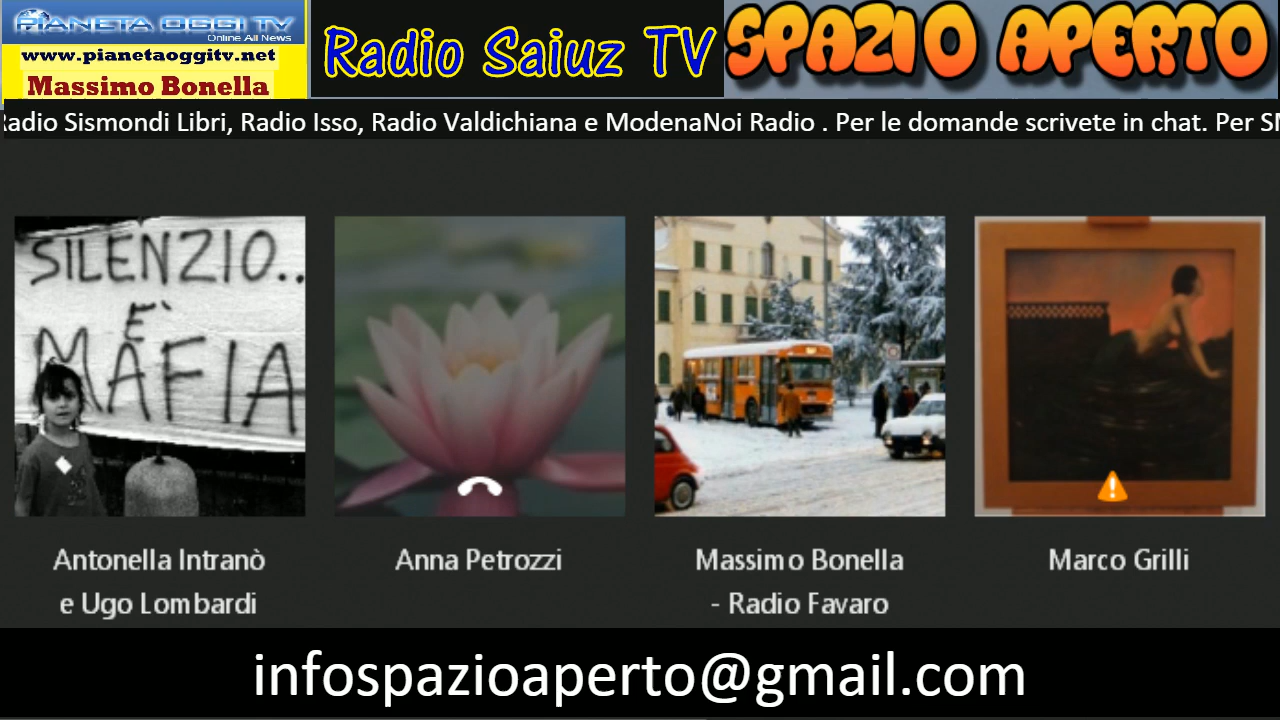 PIANETA OGGI TV
Online All News
www.pianetaoggitv.net
Massimo Bonella
Radio Saiuz TV
SPAZIO APERTO
Radio Sismondi Libri, Radio Isso, Radio Valdichiana e ModenaNoi Radio . Per le domande scrivete in chat. Per
SILENZIO..
E'
MAFIA
Antonella Intranò
e Ugo Lombardi
Anna Petrozzi
Massimo Bonella
- Radio Favaro
Marco Grilli
infospazioaperto@gmail.com